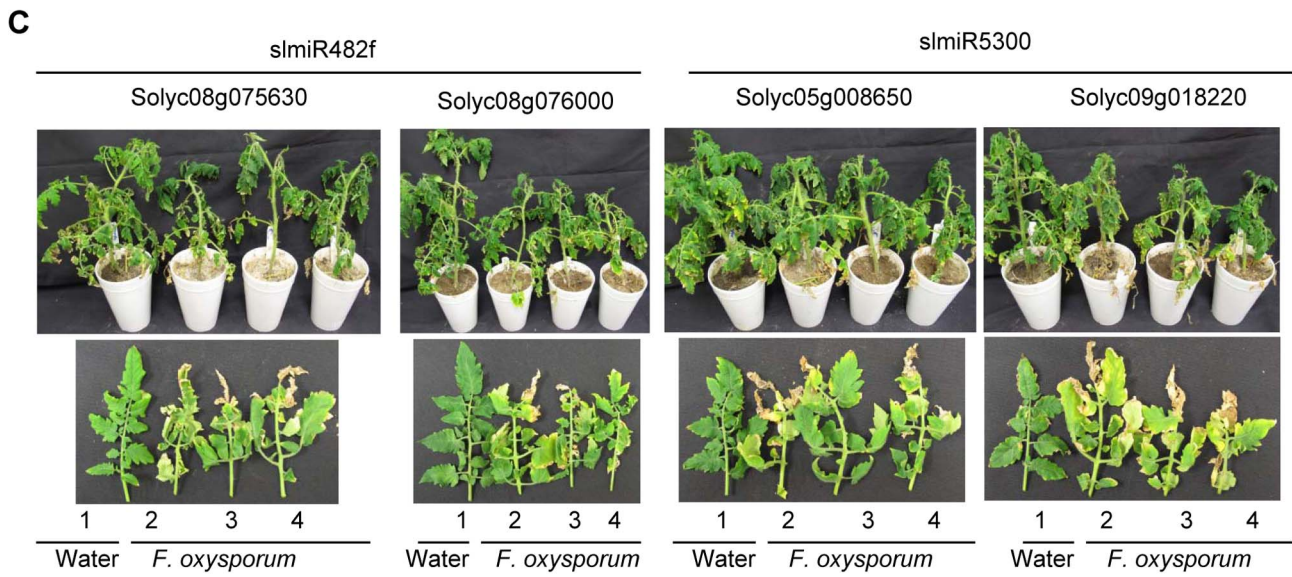 C
slmiR482f
slmiR5300
Solyc08g075630
Solyc08g076000
Solyc05g008650
Solyc09g018220
1 2 3 4
1 2 3 4
1 2 3 4
1 2 3 4
Water F. oxysporum
Water F. oxysporum
Water F. oxysporum
Water F. oxysporum